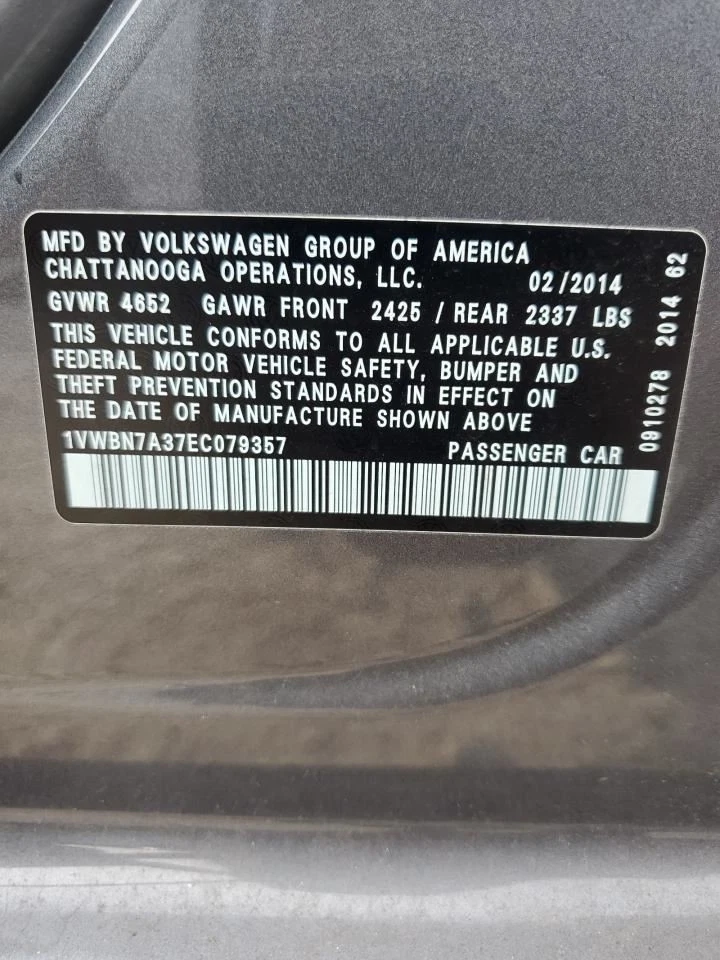 MFD BY VOLKSWAGEN GROUP OF AMERICA
CHATTANOOGA OPERATIONS, LLC. 02/2014
GVWR 4652 GAWR FRONT 2425 / REAR 2337 LBS
THIS VEHICLE CONFORMS TO ALL APPLICABLE U.S.
FEDERAL MOTOR VEHICLE SAFETY, BUMPER AND
THEFT PREVENTION STANDARDS IN EFFECT ON
THE DATE OF MANUFACTURE SHOWN ABOVE
1VWBN7A37EC079357 PASSENGER CAR
0910278 2014 62